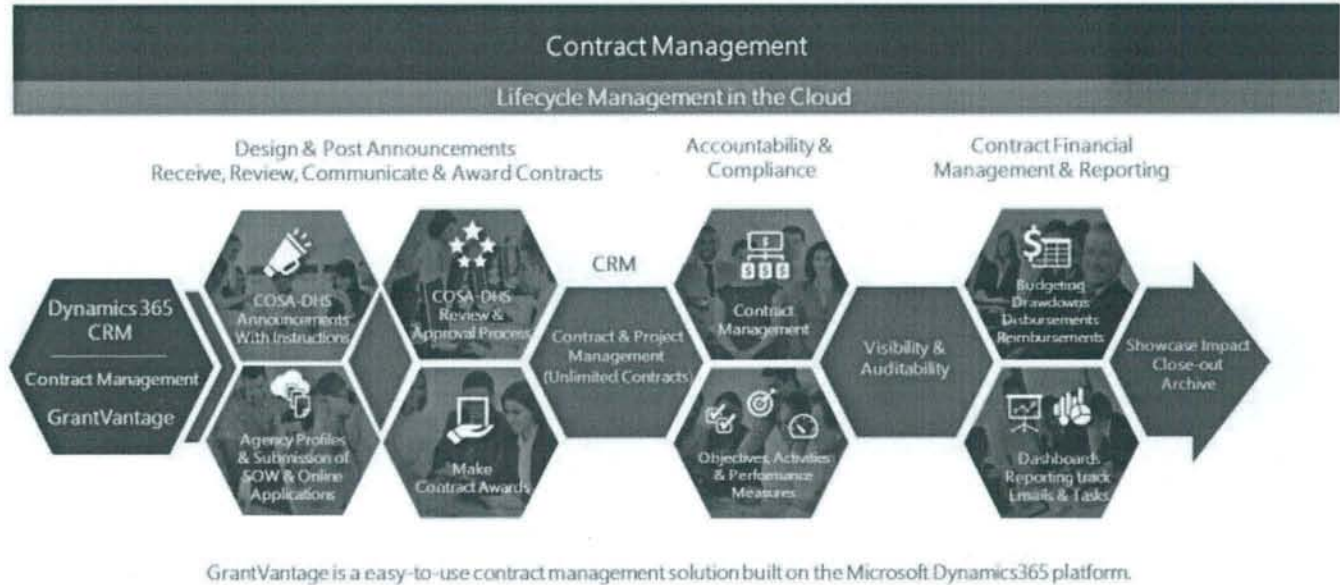 Contract Management
Lifecycle Management in the Cloud
Design & Post Announcements
Receive, Review, Communicate & Award Contracts
Accountability &
Compliance
Contract Financial
Management & Reporting
Dynamics 365
CRM
Contract Management
GrantVantage
COSA-DHS
Announcements
With Instructions
Agency Profiles
& Submission of
SOW & Online
Applications
COSA-DHS
Review &
Approval Process
Make
Contract Awards
CRM
Contract & Project
Management
(Unlimited Contracts)
Contract
Management
Objectives, Activities
& Performance
Measures
Visibility &
Auditability
Budgeting
Drawdowns
Disbursements
Reimbursements
Dashboards
Reporting track
Emails & Tasks
Showcase Impact
Close-out
Archive
GrantVantage is a easy-to-use contract management solution built on the Microsoft Dynamics365 platform.